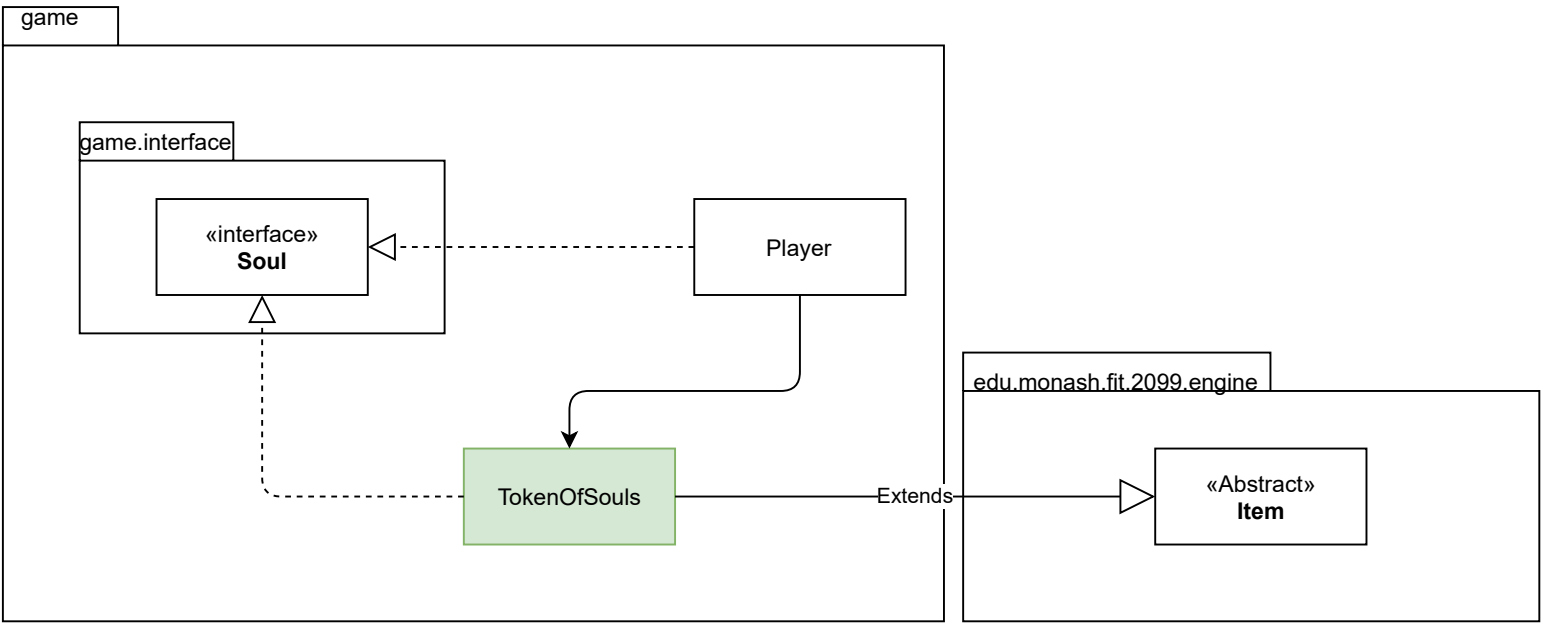 game
game.interface
«interface»
Soul
Player
edu.monash.fit.2099.engine
TokenOfSouls
Extends
«Abstract»
Item